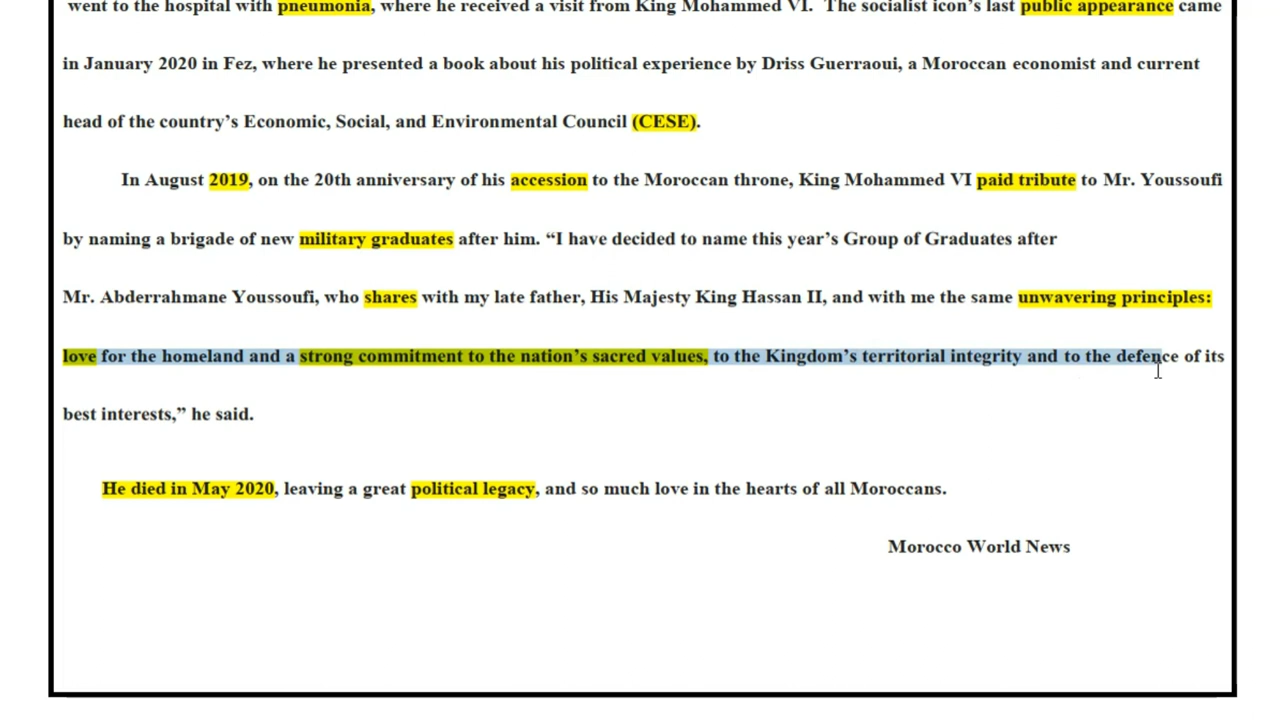 went to the hospital with pneumonia, where he received a visit from King Mohammed VI. The socialist icon’s last public appearance came
in January 2020 in Fez, where he presented a book about his political experience by Driss Guerraoui, a Moroccan economist and current
head of the country’s Economic, Social, and Environmental Council (CESE).
In August 2019, on the 20th anniversary of his accession to the Moroccan throne, King Mohammed VI paid tribute to Mr. Youssoufi
by naming a brigade of new military graduates after him. “I have decided to name this year’s Group of Graduates after
Mr. Abderrahmane Youssoufi, who shares with my late father, His Majesty King Hassan II, and with me the same unwavering principles:
love for the homeland and a strong commitment to the nation’s sacred values, to the Kingdom’s territorial integrity and to the defence of its
best interests,” he said.
He died in May 2020, leaving a great political legacy, and so much love in the hearts of all Moroccans.
Morocco World News